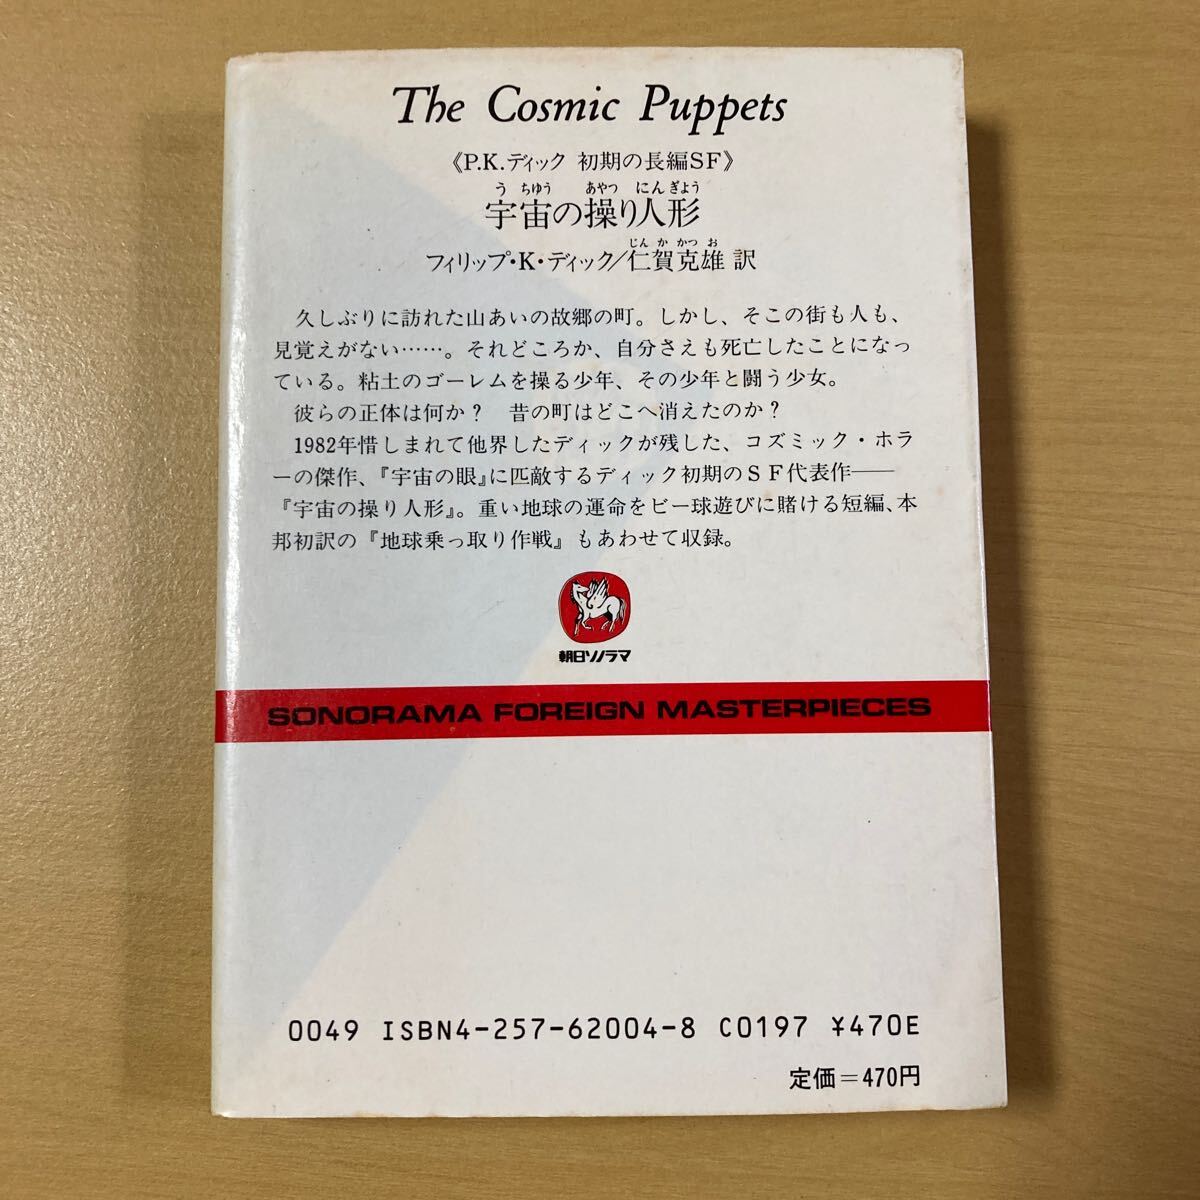 The Cosmic Puppets
《P.K.ディック 初期の長編SF》
うちゅう あやつ にんぎょう
宇宙の操り人形
じんかかつお
フィリップ・K・ディック/仁賀克雄 訳
久しぶりに訪れた山あいの故郷の町。しかし、そこの街も人も、
見覚えがない……。それどころか、自分さえも死亡したことになっ
ている。粘土のゴーレムを操る少年、その少年と闘う少女。
彼らの正体は何か? 昔の町はどこへ消えたのか?
1982年惜しまれて他界したディックが残した、コズミック・ホラ
ーの傑作、『宇宙の眼』に匹敵するディック初期のSF代表作──
『宇宙の操り人形』。重い地球の運命をビー球遊びに賭ける短編、本
邦初訳の『地球乗っ取り作戦』もあわせて収録。
朝日ソノラマ
SONORAMA FOREIGN MASTERPIECES
0049 ISBN4-257-62004-8 C0197 ¥470E
定価=470円